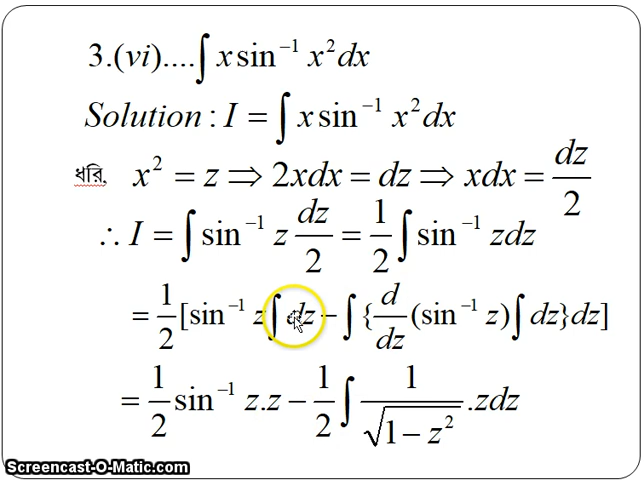 3.(vi)....∫ x sin⁻¹ x² dx
Solution : I = ∫ x sin⁻¹ x² dx
ধরি, x² = z ⇒ 2xdx = dz ⇒ xdx = dz/2
∴ I = ∫ sin⁻¹ z dz/2 = 1/2 ∫ sin⁻¹ zdz
= 1/2 [sin⁻¹ z ∫ dz − ∫ {d/dz (sin⁻¹ z) ∫ dz}dz]
= 1/2 sin⁻¹ z.z − 1/2 ∫ 1/√(1 − z²) .zdz
Screencast-O-Matic.com